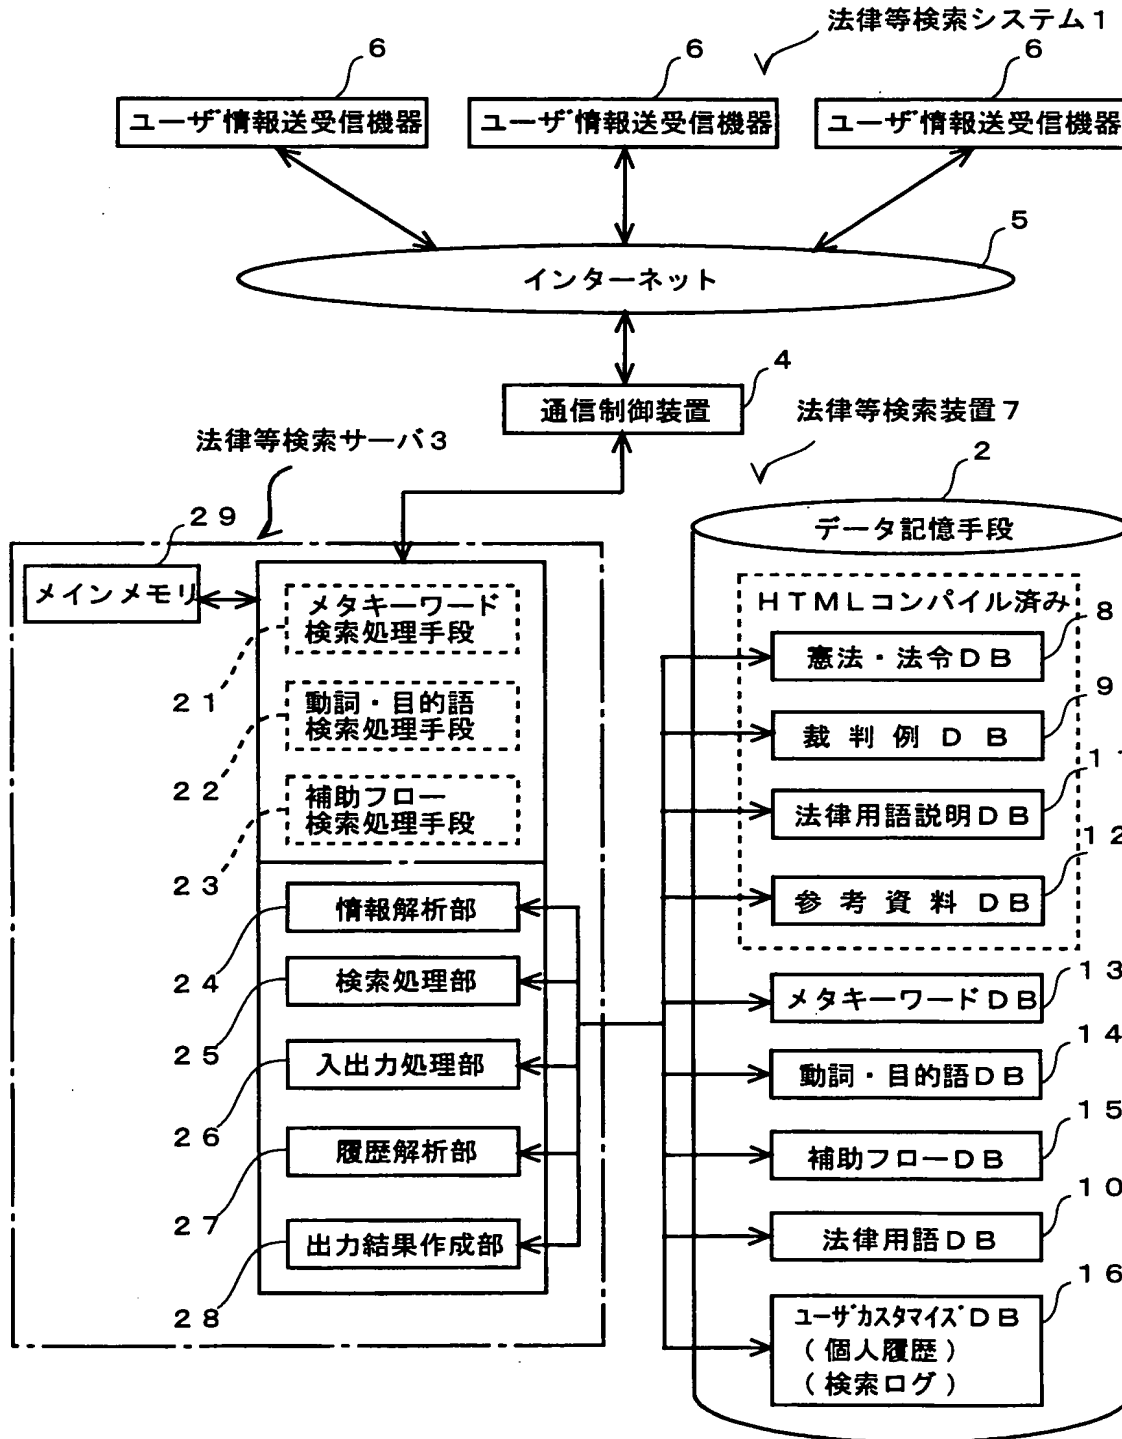 法律等検索システム１
６
６
６
ユーザ情報送受信機器
ユーザ情報送受信機器
ユーザ情報送受信機器
５
インターネット
４
通信制御装置
法律等検索装置７
法律等検索サーバ３
２
データ記憶手段
２９
メインメモリ
メタキーワード
検索処理手段
２１
動詞・目的語
検索処理手段
２２
補助フロー
検索処理手段
２３
情報解析部
２４
検索処理部
２５
入出力処理部
２６
履歴解析部
２７
出力結果作成部
２８
ＨＴＭＬコンパイル済み
８
憲法・法令ＤＢ
９
裁判例ＤＢ
法律用語説明ＤＢ
１２
参考資料ＤＢ
１３
メタキーワードＤＢ
１４
動詞・目的語ＤＢ
１５
補助フローＤＢ
１０
法律用語ＤＢ
１６
ユーザカスタマイズＤＢ
（個人履歴）
（検索ログ）